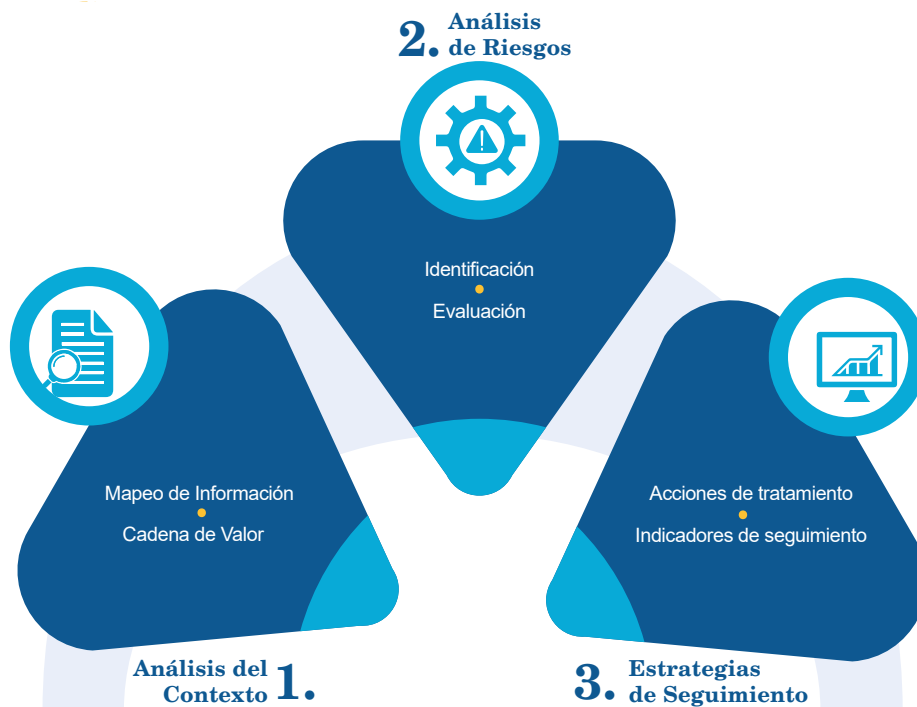 2. Análisis
de Riesgos
Identificación
Evaluación
Mapeo de Información
Cadena de Valor
Acciones de tratamiento
Indicadores de seguimiento
Análisis del
Contexto 1.
3. Estrategias
de Seguimiento